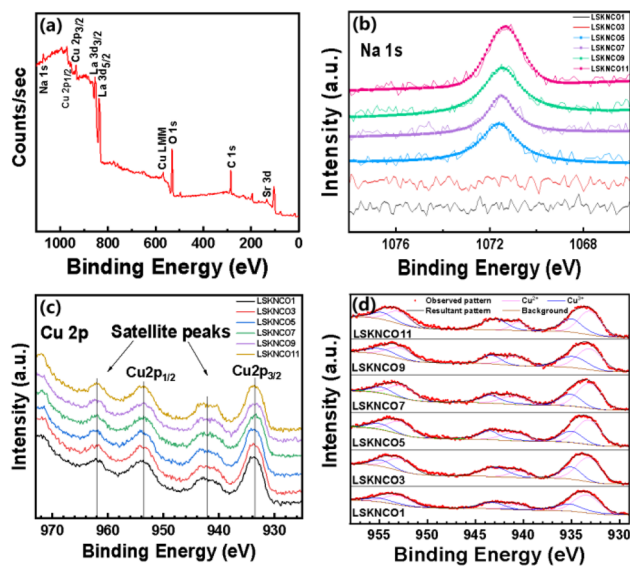 (a)
Na 1s
Cu 2p1/2
Cu 2p3/2
La 3d3/2
La 3d5/2
Cu LMM
O 1s
C 1s
Sr 3d
Counts/sec
1000 800 600 400 200 0
Binding Energy (eV)
(b)
Na 1s
LSKNCO1
LSKNCO3
LSKNCO5
LSKNCO7
LSKNCO9
LSKNCO11
Intensity (a.u.)
1076 1072 1068
Binding Energy (eV)
(c)
Cu 2p
Satellite peaks
LSKNCO1
LSKNCO3
LSKNCO5
LSKNCO7
LSKNCO9
LSKNCO11
Cu2p1/2
Cu2p3/2
Intensity (a.u.)
970 960 950 940 930
Binding Energy (eV)
(d)
Observed pattern Cu²⁺ Cu³⁺
Resultant pattern Background
LSKNCO11
LSKNCO9
LSKNCO7
LSKNCO5
LSKNCO3
LSKNCO1
Intensity (a.u.)
955 950 945 940 935 930
Binding Energy (eV)